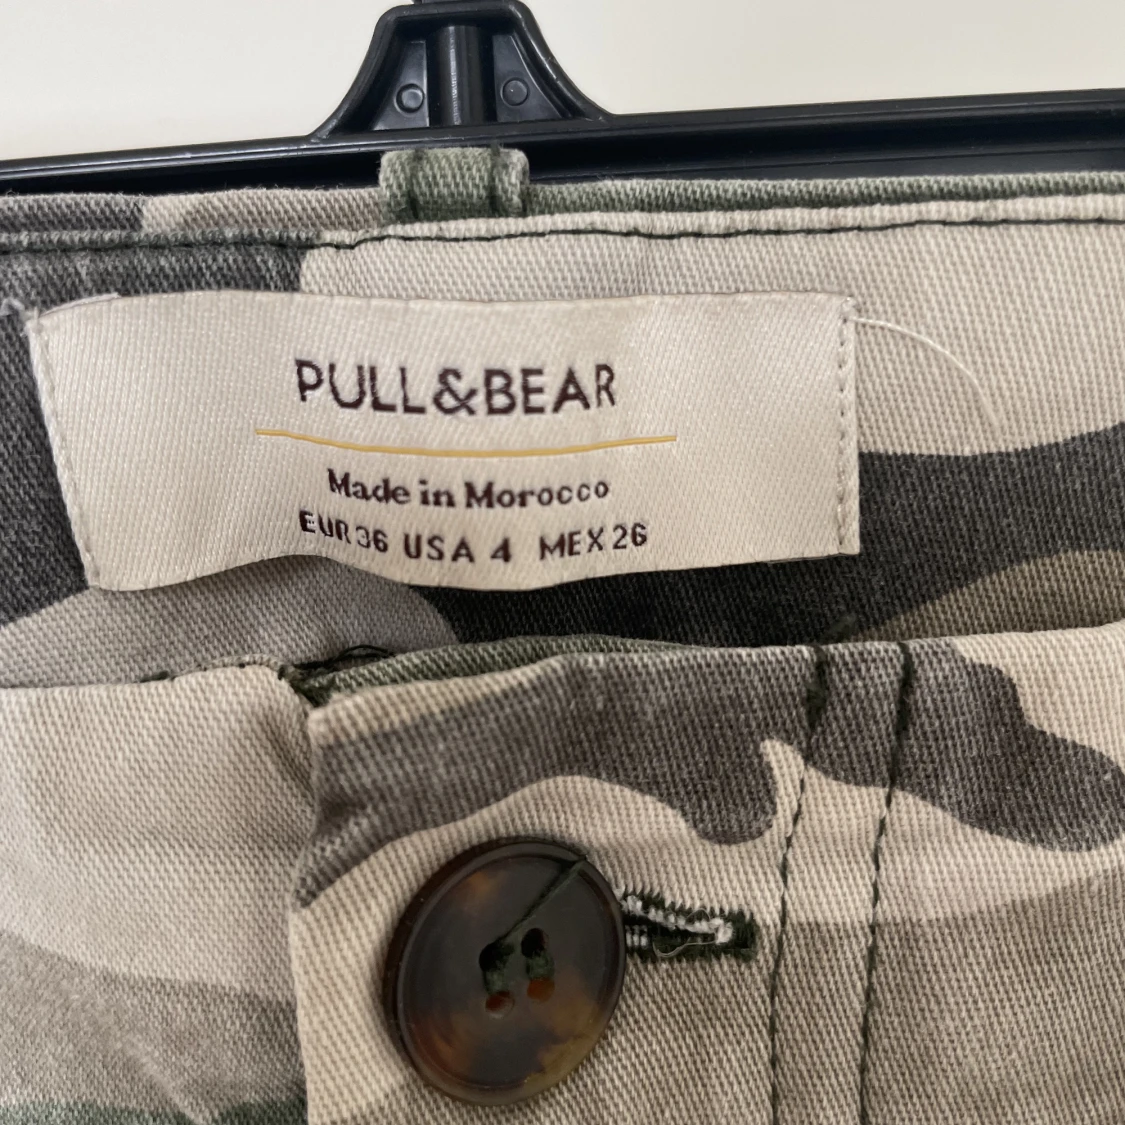 PULL&BEAR
Made in Morocco
EUR 36 USA 4 MEX 26